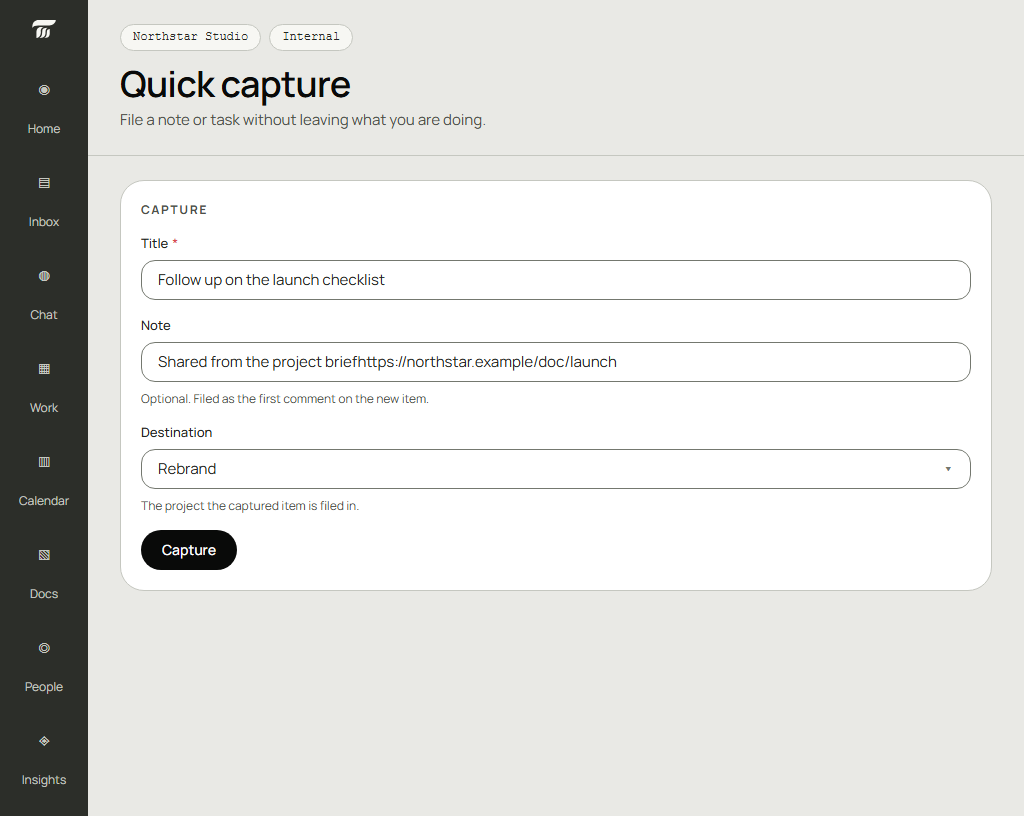 Northstar Studio
Internal
Quick capture
File a note or task without leaving what you are doing.
Home
Inbox
Chat
Work
Calendar
Docs
People
Insights
CAPTURE
Title *
Follow up on the launch checklist
Note
Shared from the project briefhttps://northstar.example/doc/launch
Optional. Filed as the first comment on the new item.
Destination
Rebrand
The project the captured item is filed in.
Capture